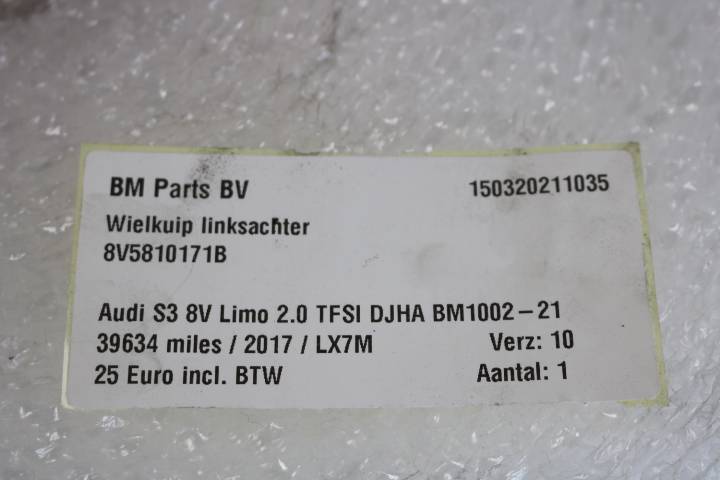 BM Parts BV 150320211035
Wielkuip linksachter
8V5810171B
Audi S3 8V Limo 2.0 TFSI DJHA BM1002-21
39634 miles / 2017 / LX7M Verz: 10
25 Euro incl. BTW Aantal: 1